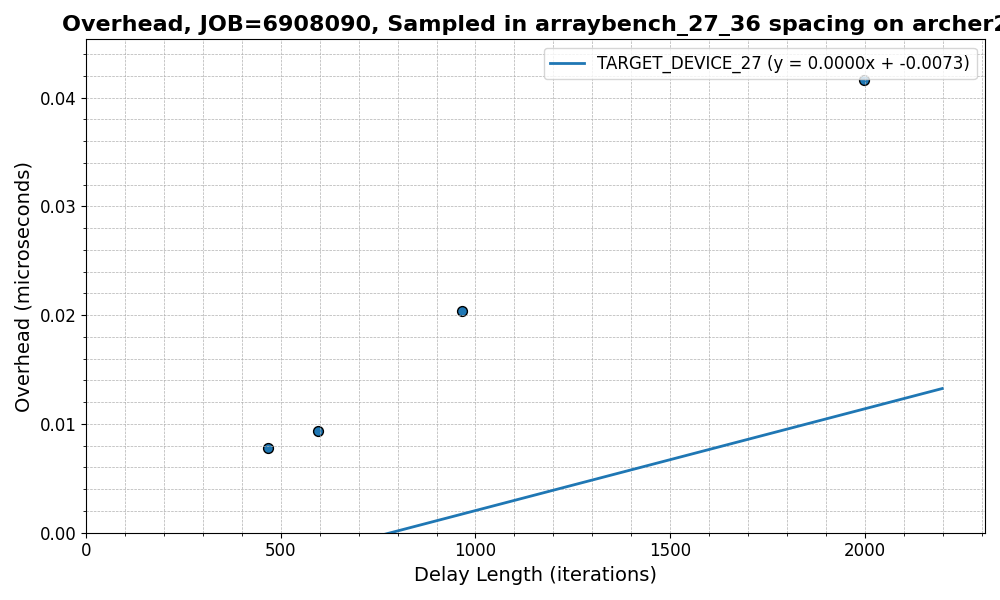 Overhead, JOB=6908090, Sampled in arraybench_27_36 spacing on archer2
TARGET_DEVICE_27 (y = 0.0000x + -0.0073)
Overhead (microseconds)
0.04
0.03
0.02
0.01
0.00
0 500 1000 1500 2000
Delay Length (iterations)